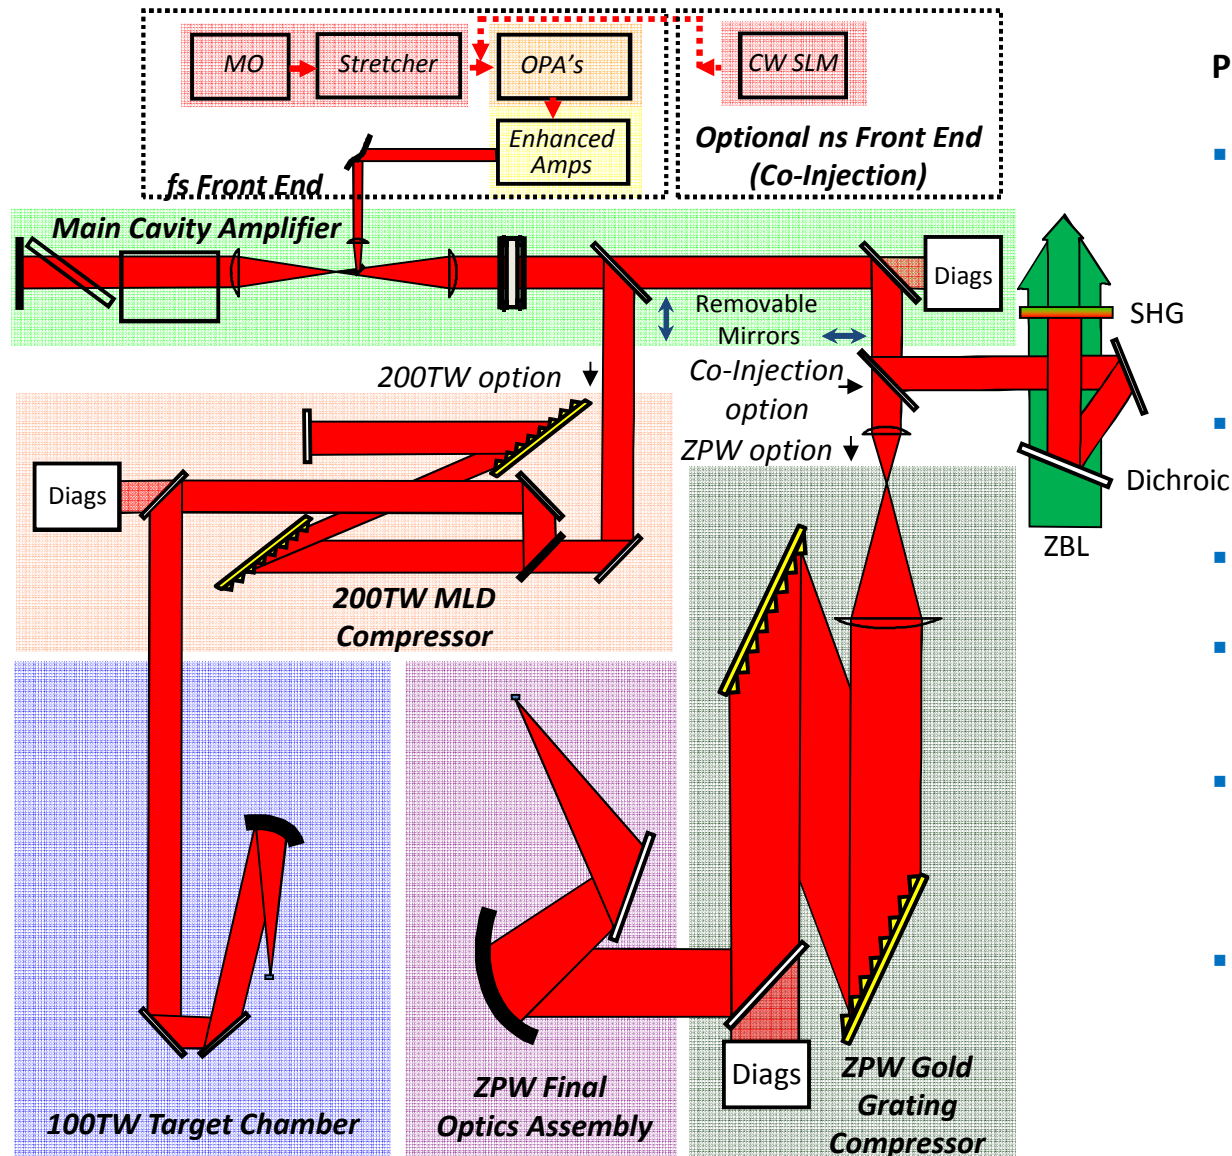 MO
Stretcher
OPA's
CW SLM
Enhanced
Amps
fs Front End
Optional ns Front End
(Co-Injection)
P
Main Cavity Amplifier
Diags
Removable
Mirrors
SHG
200TW option
Co-Injection
option
ZPW option
Dichroic
ZBL
Diags
200TW MLD
Compressor
100TW Target Chamber
ZPW Final
Optics Assembly
Diags
ZPW Gold
Grating
Compressor